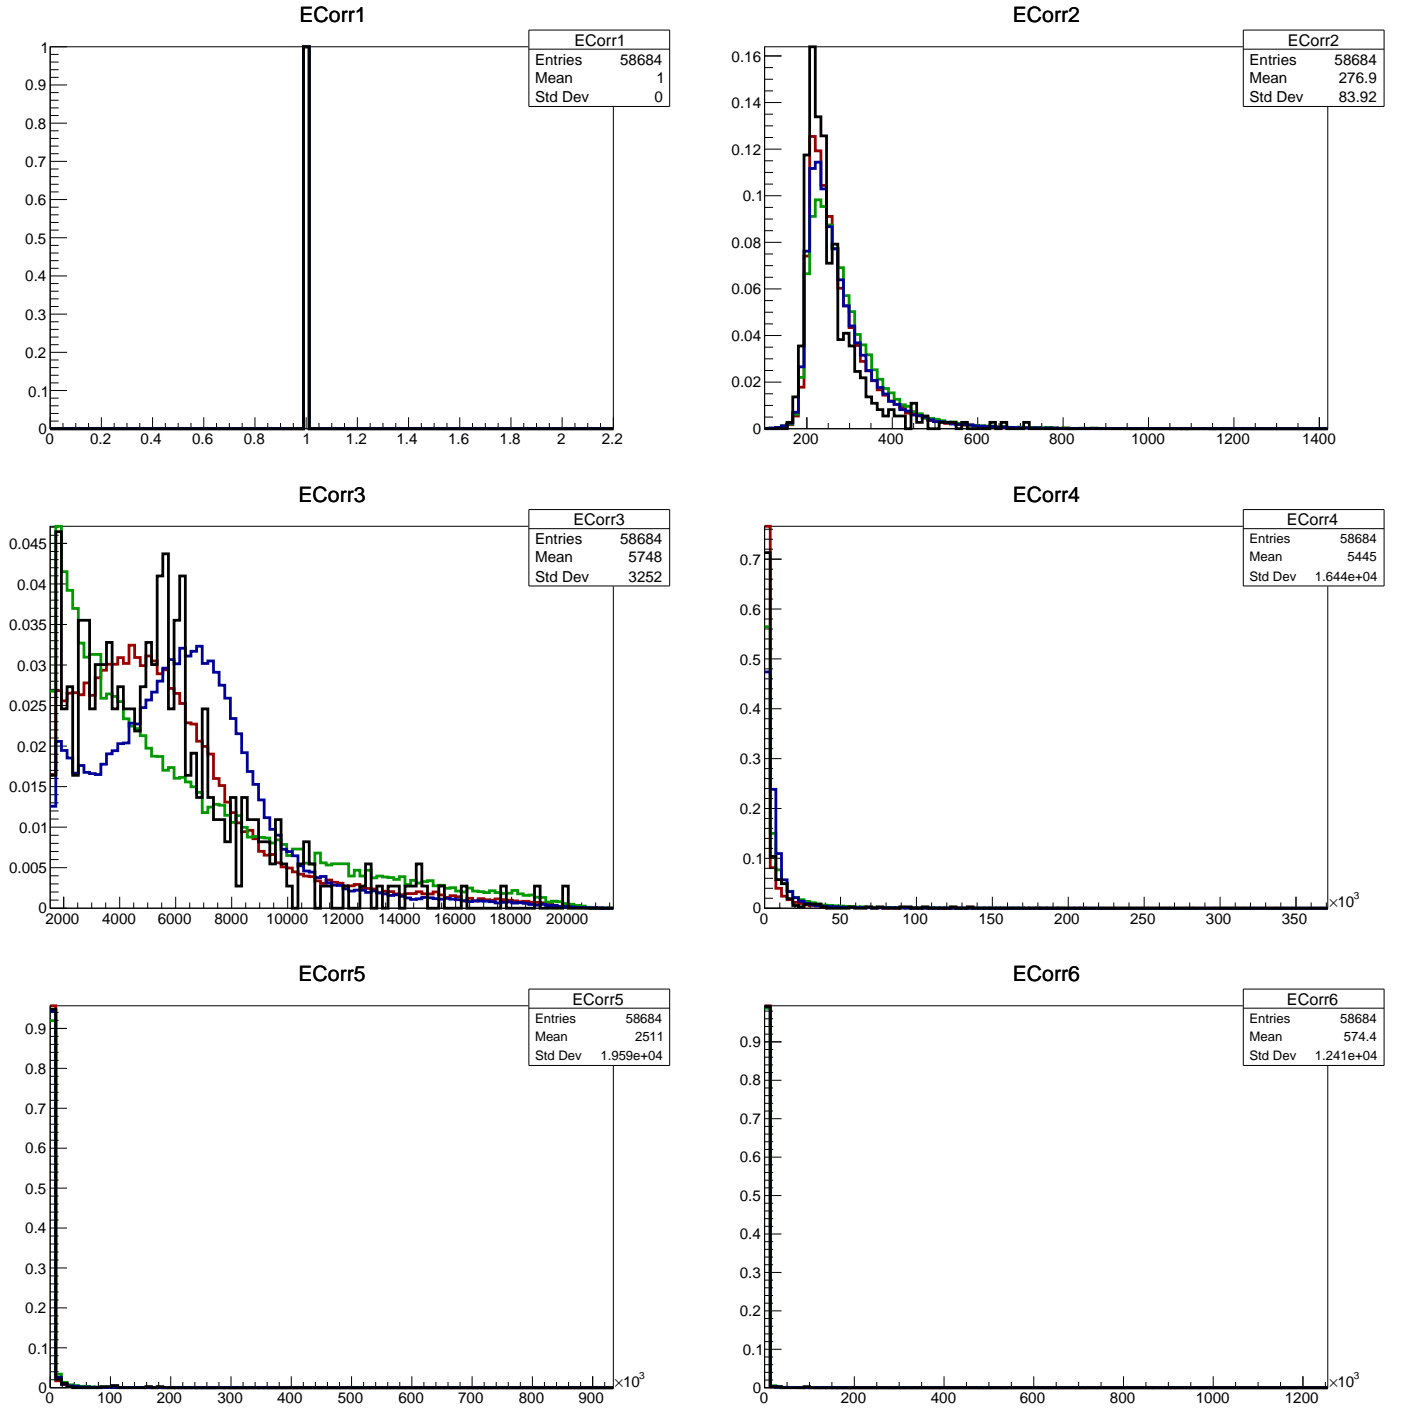 ECorr1
ECorr1
Entries 58684
Mean 1
Std Dev 0
1
0.9
0.8
0.7
0.6
0.5
0.4
0.3
0.2
0.1
0
0 0.2 0.4 0.6 0.8 1 1.2 1.4 1.6 1.8 2 2.2
ECorr2
ECorr2
Entries 58684
Mean 276.9
Std Dev 83.92
0.16
0.14
0.12
0.1
0.08
0.06
0.04
0.02
0
200 400 600 800 1000 1200 1400
ECorr3
ECorr3
Entries 58684
Mean 5748
Std Dev 3252
0.045
0.04
0.035
0.03
0.025
0.02
0.015
0.01
0.005
0
2000 4000 6000 8000 10000 12000 14000 16000 18000 20000
ECorr4
ECorr4
Entries 58684
Mean 5445
Std Dev 1.644e+04
0.7
0.6
0.5
0.4
0.3
0.2
0.1
0
0 50 100 150 200 250 300 350
×10³
ECorr5
ECorr5
Entries 58684
Mean 2511
Std Dev 1.959e+04
0.9
0.8
0.7
0.6
0.5
0.4
0.3
0.2
0.1
0
0 100 200 300 400 500 600 700 800 900
×10³
ECorr6
ECorr6
Entries 58684
Mean 574.4
Std Dev 1.241e+04
0.9
0.8
0.7
0.6
0.5
0.4
0.3
0.2
0.1
0
0 200 400 600 800 1000 1200
×10³